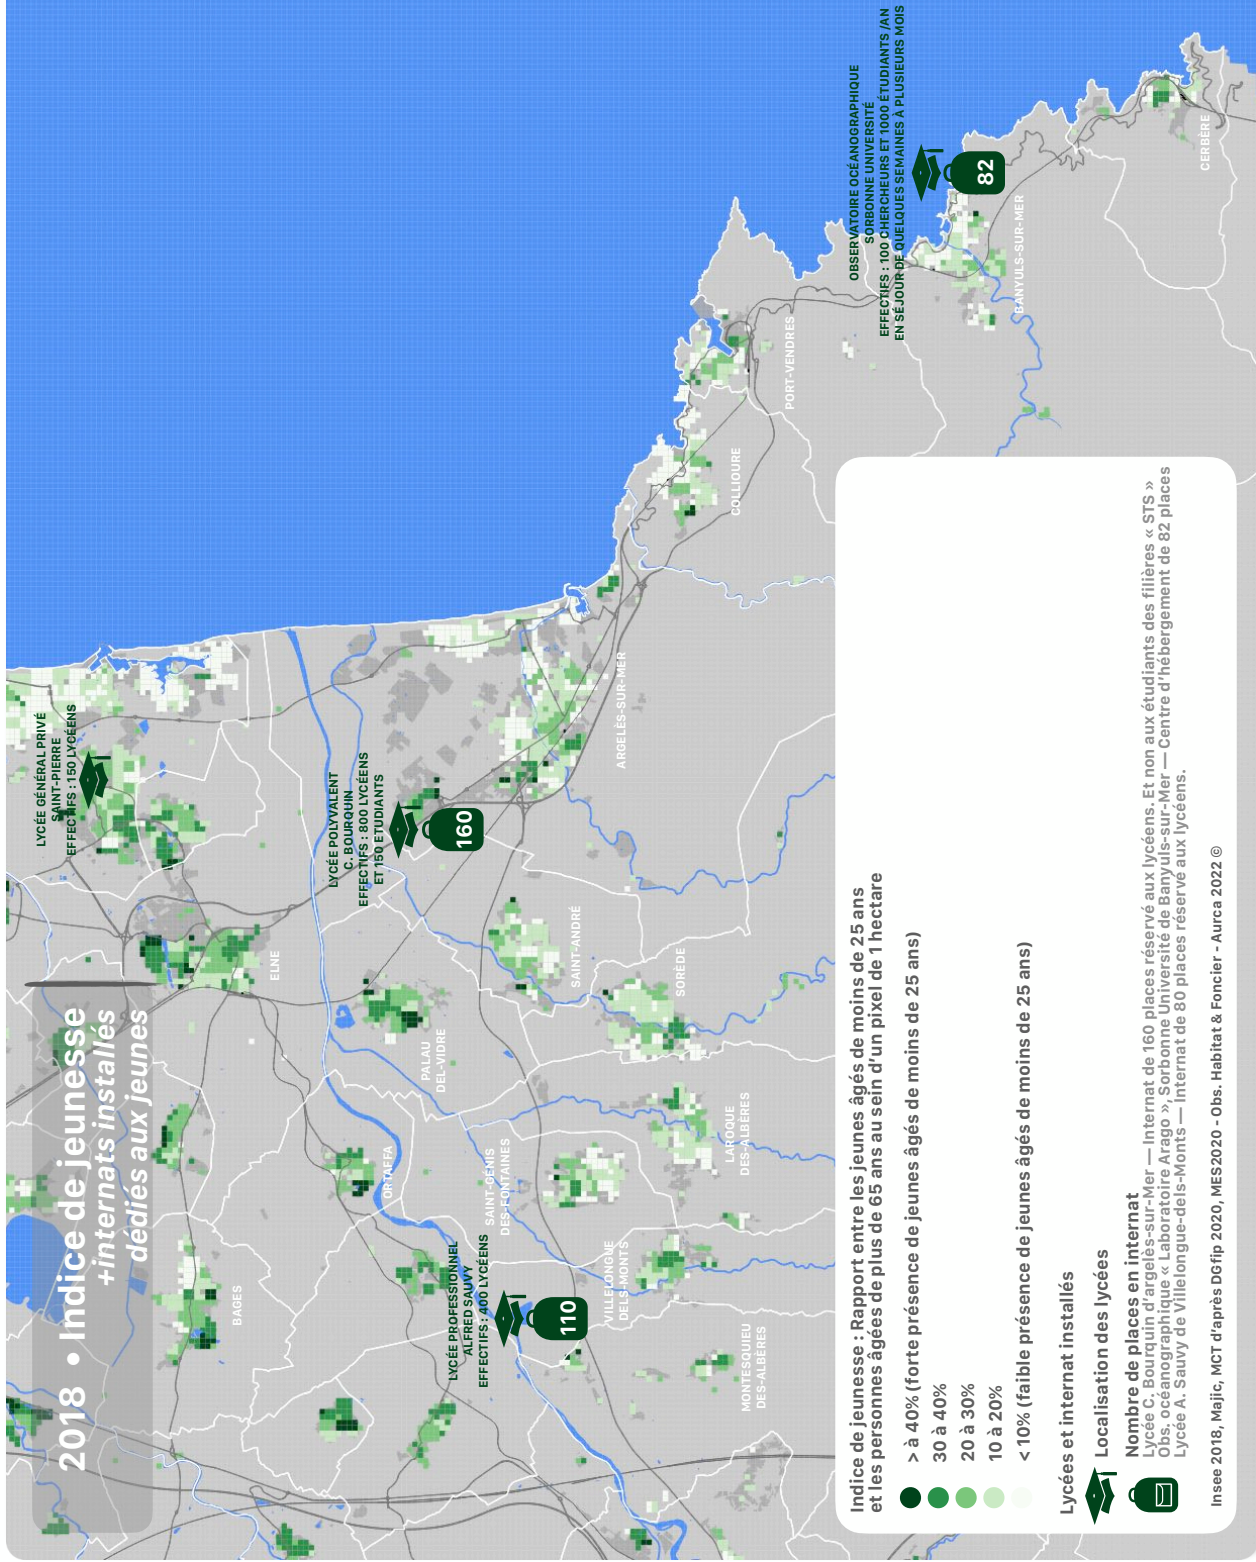 2018 • Indice de jeunesse
+internats installés
dédiés aux jeunes
LYCÉE GÉNÉRAL PRIVÉ
SAINT-PIERRE
EFFECTIFS : 150 LYCÉENS
ELNE
BAGES
LYCÉE POLYVALENT
C. BOURQUIN
EFFECTIFS : 800 LYCÉENS
ET 150 ETUDIANTS
160
ORTAFFA
PALAU
DEL-VIDRE
LYCÉE PROFESSIONNEL
ALFRED SAUVY
EFFECTIFS : 400 LYCÉENS
110
SAINT-GÉNIS
DES-FONTAINES
SAINT-ANDRÉ
ARGELÈS-SUR-MER
VILLELONGUE
DELS-MONTS
SORÈDE
LAROQUE
DES-ALBÈRES
MONTESQUIEU
DES-ALBÈRES
COLLIOURE
PORT-VENDRES
OBSERVATOIRE OCÉANOGRAPHIQUE
SORBONNE UNIVERSITÉ
EFFECTIFS : 100 CHERCHEURS ET 1000 ÉTUDIANTS /AN
EN SÉJOUR DE QUELQUES SEMAINES À PLUSIEURS MOIS
82
BANYULS-SUR-MER
CERBÈRE
Indice de jeunesse : Rapport entre les jeunes âgés de moins de 25 ans
et les personnes âgées de plus de 65 ans au sein d'un pixel de 1 hectare
> à 40% (forte présence de jeunes âgés de moins de 25 ans)
30 à 40%
20 à 30%
10 à 20%
< 10% (faible présence de jeunes âgés de moins de 25 ans)
Lycées et internat installés
Localisation des lycées
Nombre de places en internat
Lycée C. Bourquin d'argelès-sur-Mer — Internat de 160 places réservé aux lycéens. Et non aux étudiants des filières « STS »
Obs. océanographique « Laboratoire Arago », Sorbonne Université de Banyuls-sur-Mer — Centre d'hébergement de 82 places
Lycée A. Sauvy de Villelongue-dels-Monts — Internat de 80 places réservé aux lycéens.
Insee 2018, Majic, MCT d'après DGfip 2020, MES2020 - Obs. Habitat & Foncier - Aurca 2022 ©